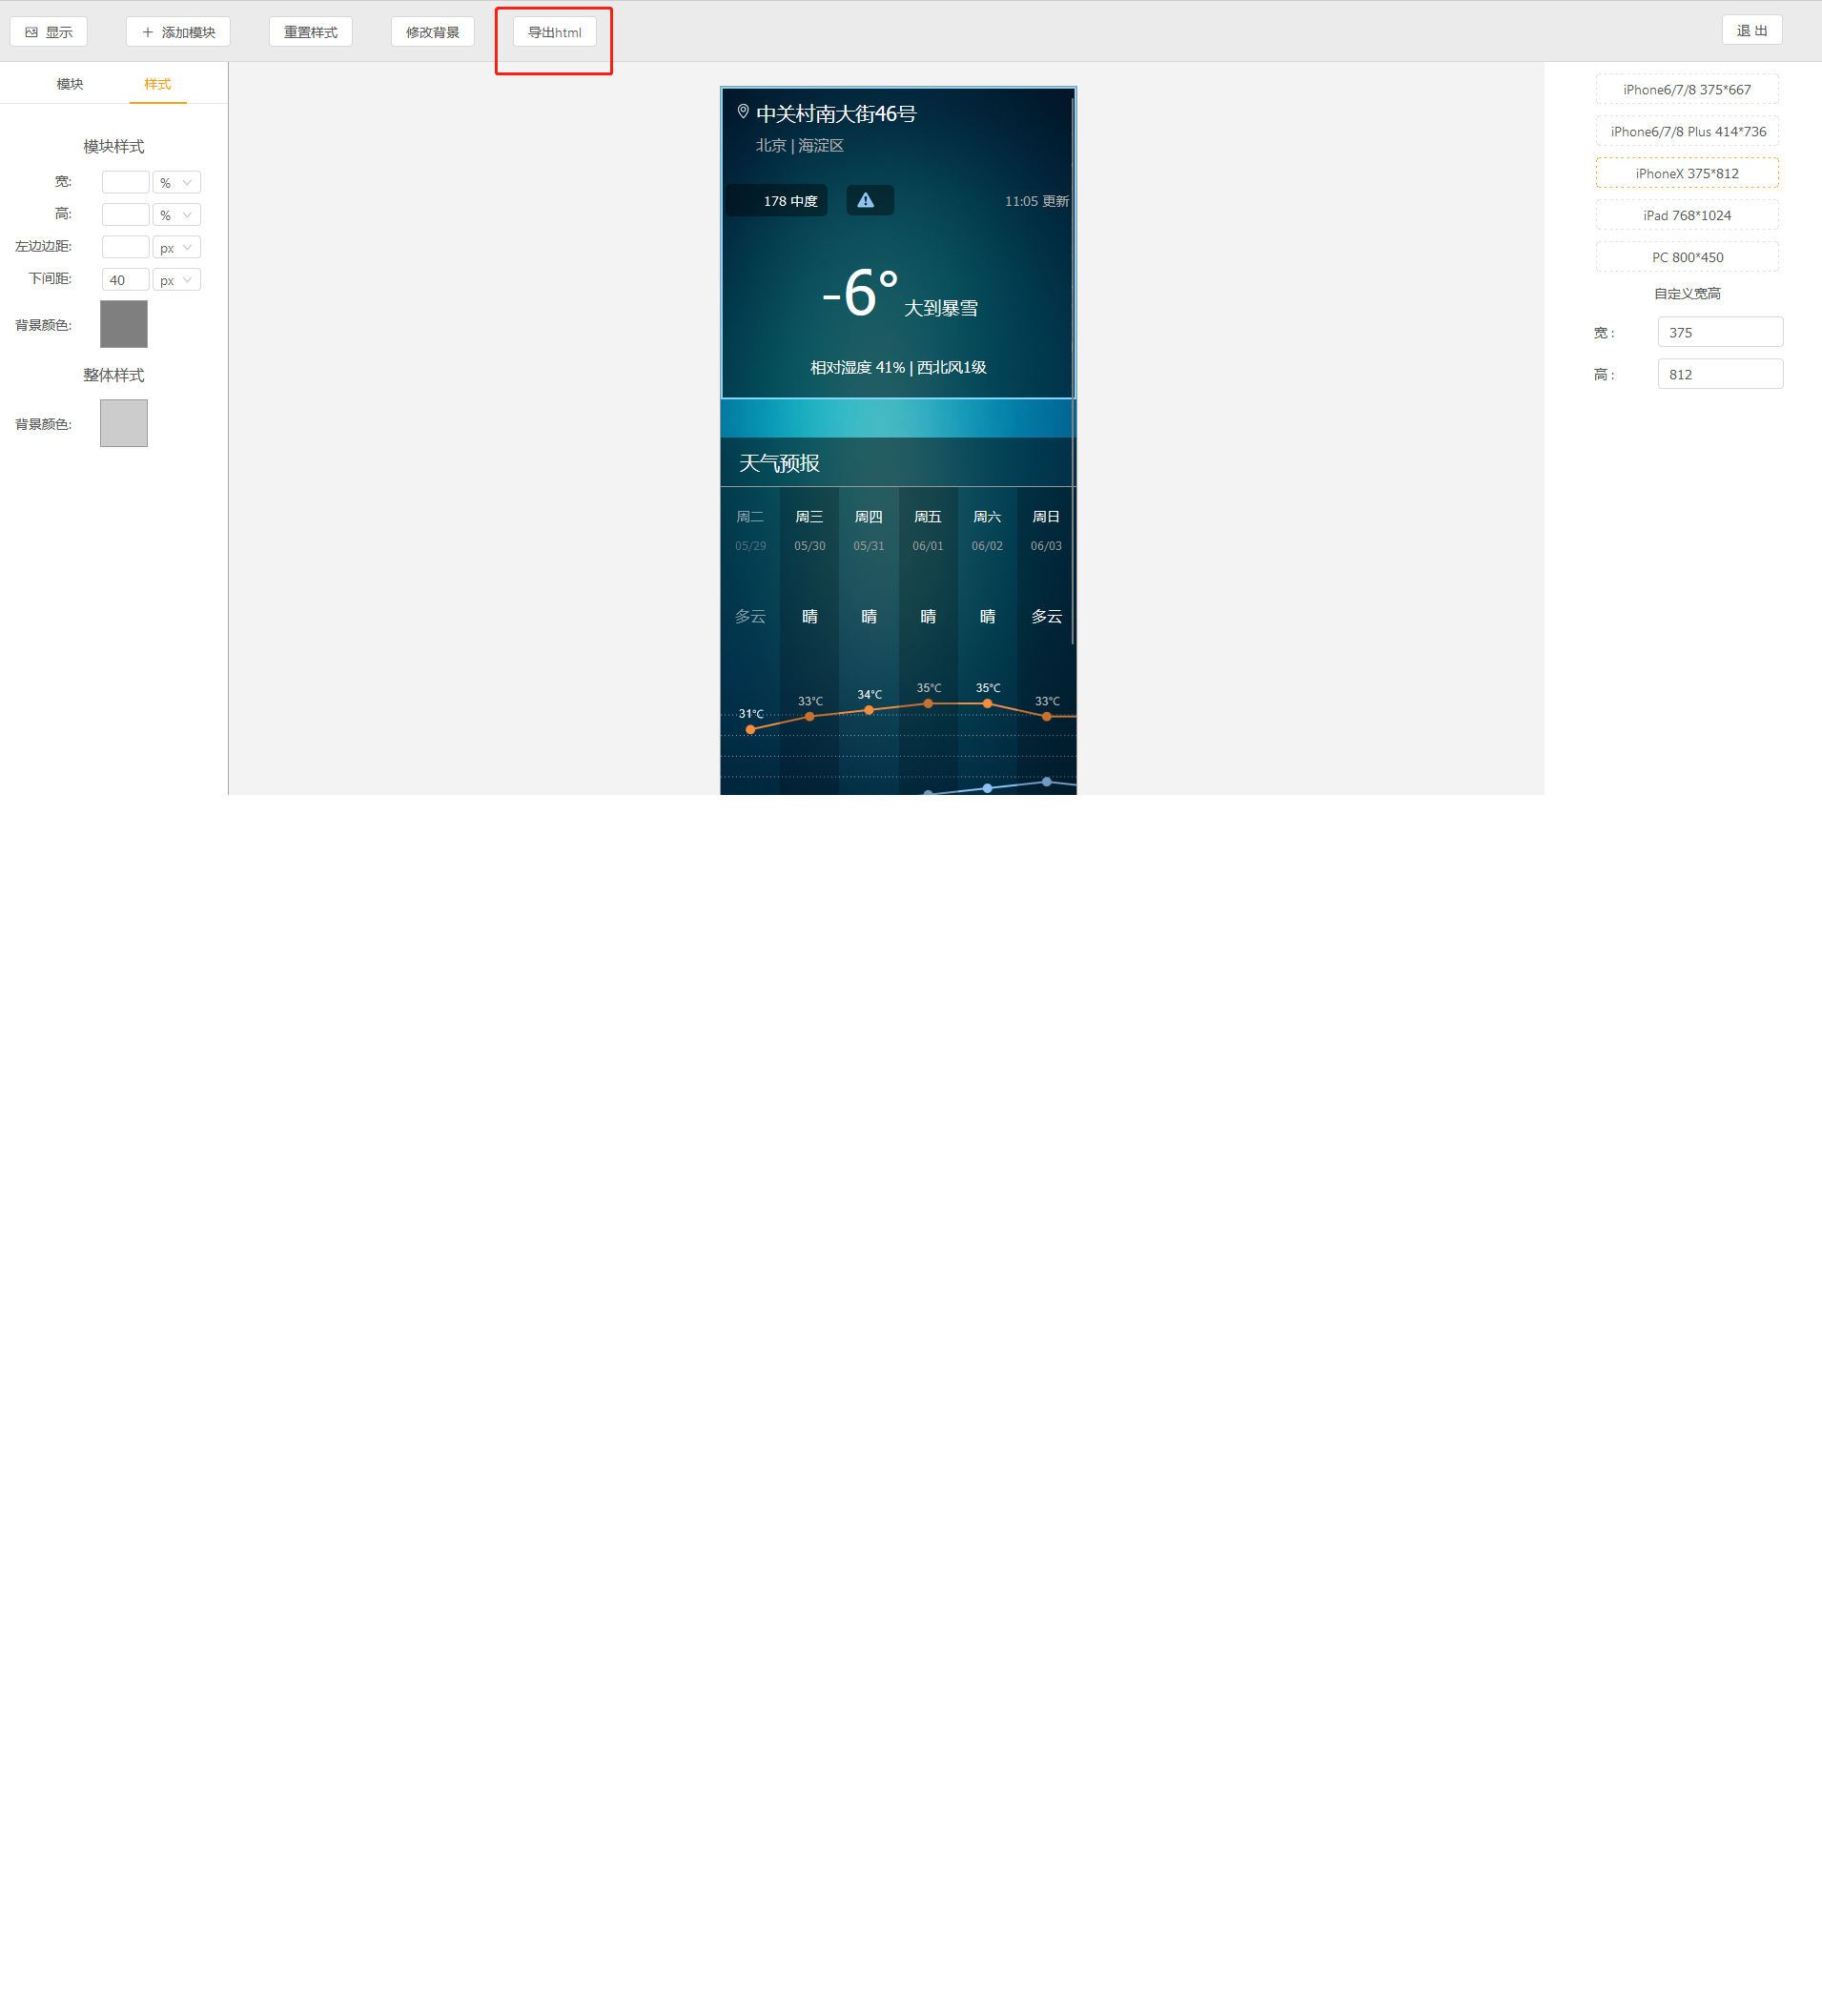 显示
添加模块
重置样式
修改背景
导出html
退 出
模块
样式
模块样式
宽:
%
高:
%
左边边距:
px
下间距:
40
px
背景颜色:
整体样式
背景颜色:
中关村南大街46号
北京 | 海淀区
178 中度
11:05 更新
-6° 大到暴雪
相对湿度 41% | 西北风1级
天气预报
周二 周三 周四 周五 周六 周日
05/29 05/30 05/31 06/01 06/02 06/03
多云 晴 晴 晴 晴 多云
31°C 33°C 34°C 35°C 35°C 33°C
iPhone6/7/8 375*667
iPhone6/7/8 Plus 414*736
iPhoneX 375*812
iPad 768*1024
PC 800*450
自定义宽高
宽 :
375
高 :
812